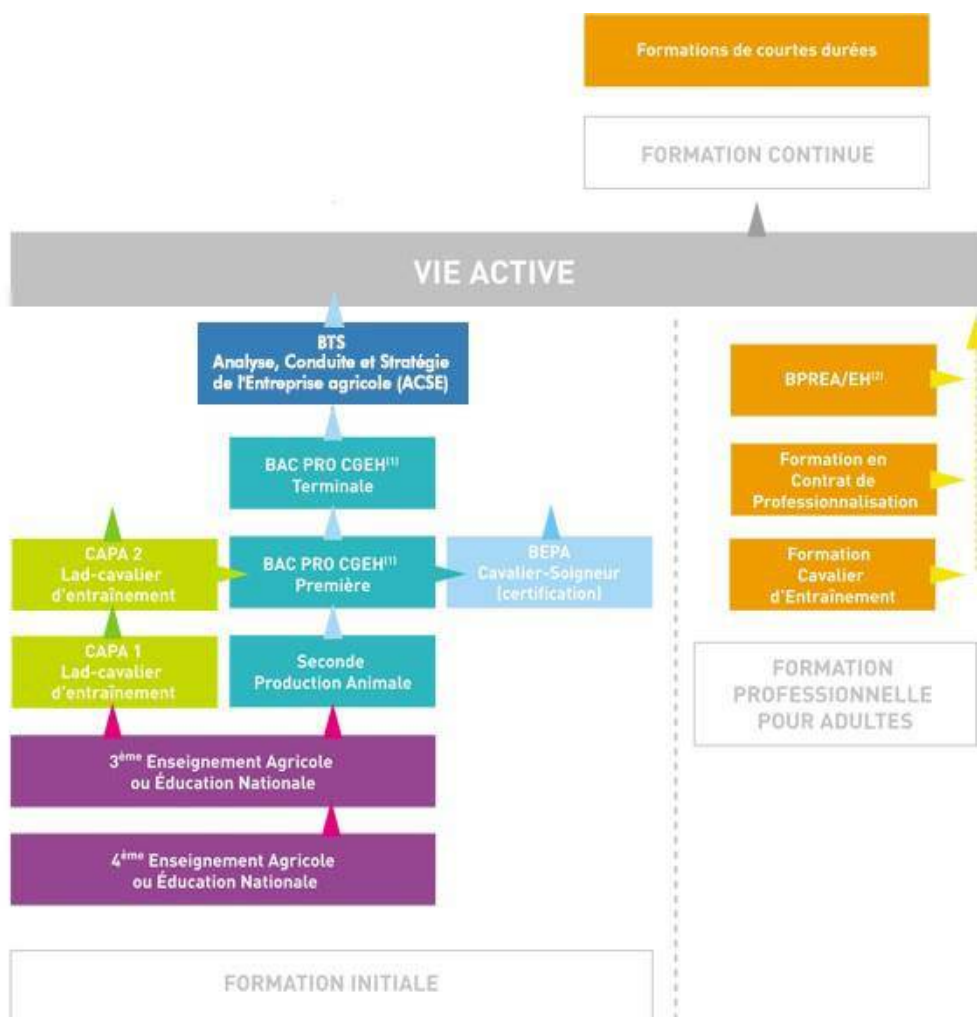 Formations de courtes durées
FORMATION CONTINUE
VIE ACTIVE
BTS
Analyse, Conduite et Stratégie
de l'Entreprise agricole (ACSE)
BPREA/EH(2)
BAC PRO CGEH(1)
Terminale
Formation en
Contrat de
Professionnalisation
CAPA 2
Lad-cavalier
d'entraînement
BAC PRO CGEH(1)
Première
BEPA
Cavalier-Soigneur
(certification)
Formation
Cavalier
d'Entraînement
CAPA 1
Lad-cavalier
d'entraînement
Seconde
Production Animale
FORMATION
PROFESSIONNELLE
POUR ADULTES
3ème Enseignement Agricole
ou Éducation Nationale
4ème Enseignement Agricole
ou Éducation Nationale
FORMATION INITIALE